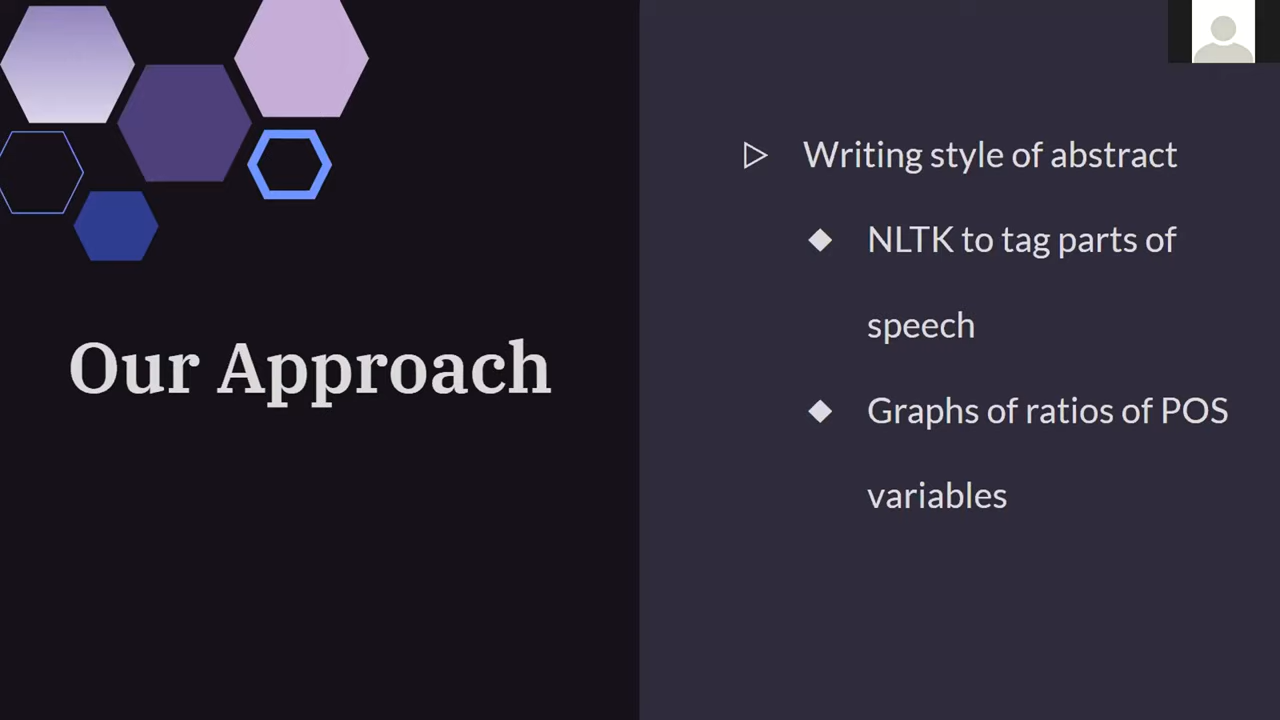 Our Approach
Writing style of abstract
NLTK to tag parts of
speech
Graphs of ratios of POS
variables